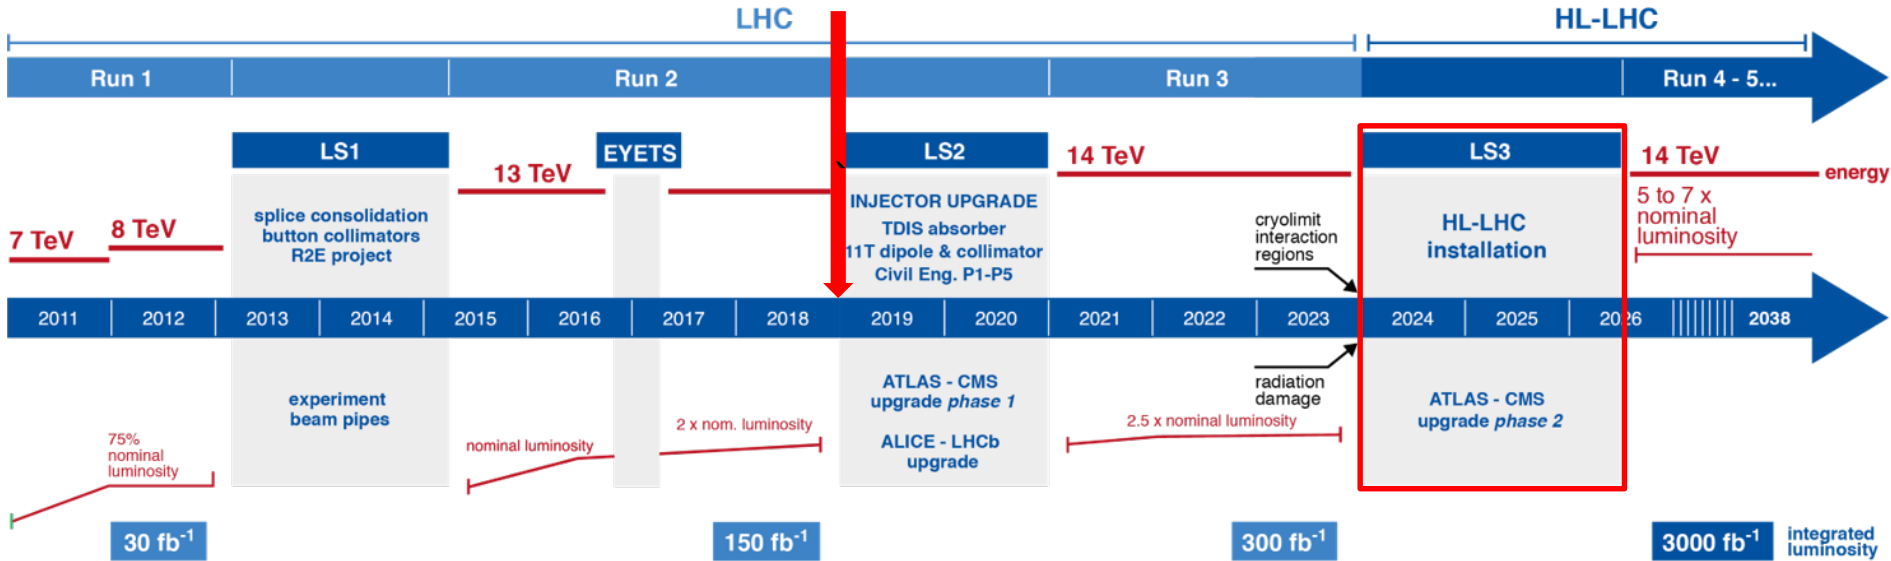 LHC
HL-LHC
Run 1
Run 2
Run 3
Run 4 - 5...
LS1
EYETS
LS2
LS3
13 TeV
14 TeV
14 TeV
energy
7 TeV
8 TeV
splice consolidation
button collimators
R2E project
INJECTOR UPGRADE
TDIS absorber
11T dipole & collimator
Civil Eng. P1-P5
cryolimit
interaction
regions
HL-LHC
installation
5 to 7 x
nominal
luminosity
2011
2012
2013
2014
2015
2016
2017
2018
2019
2020
2021
2022
2023
2024
2025
2026
2038
75%
nominal
luminosity
experiment
beam pipes
nominal luminosity
2 x nom. luminosity
ATLAS - CMS
upgrade phase 1
ALICE - LHCb
upgrade
2.5 x nominal luminosity
radiation
damage
ATLAS - CMS
upgrade phase 2
30 fb-1
150 fb-1
300 fb-1
3000 fb-1
integrated
luminosity